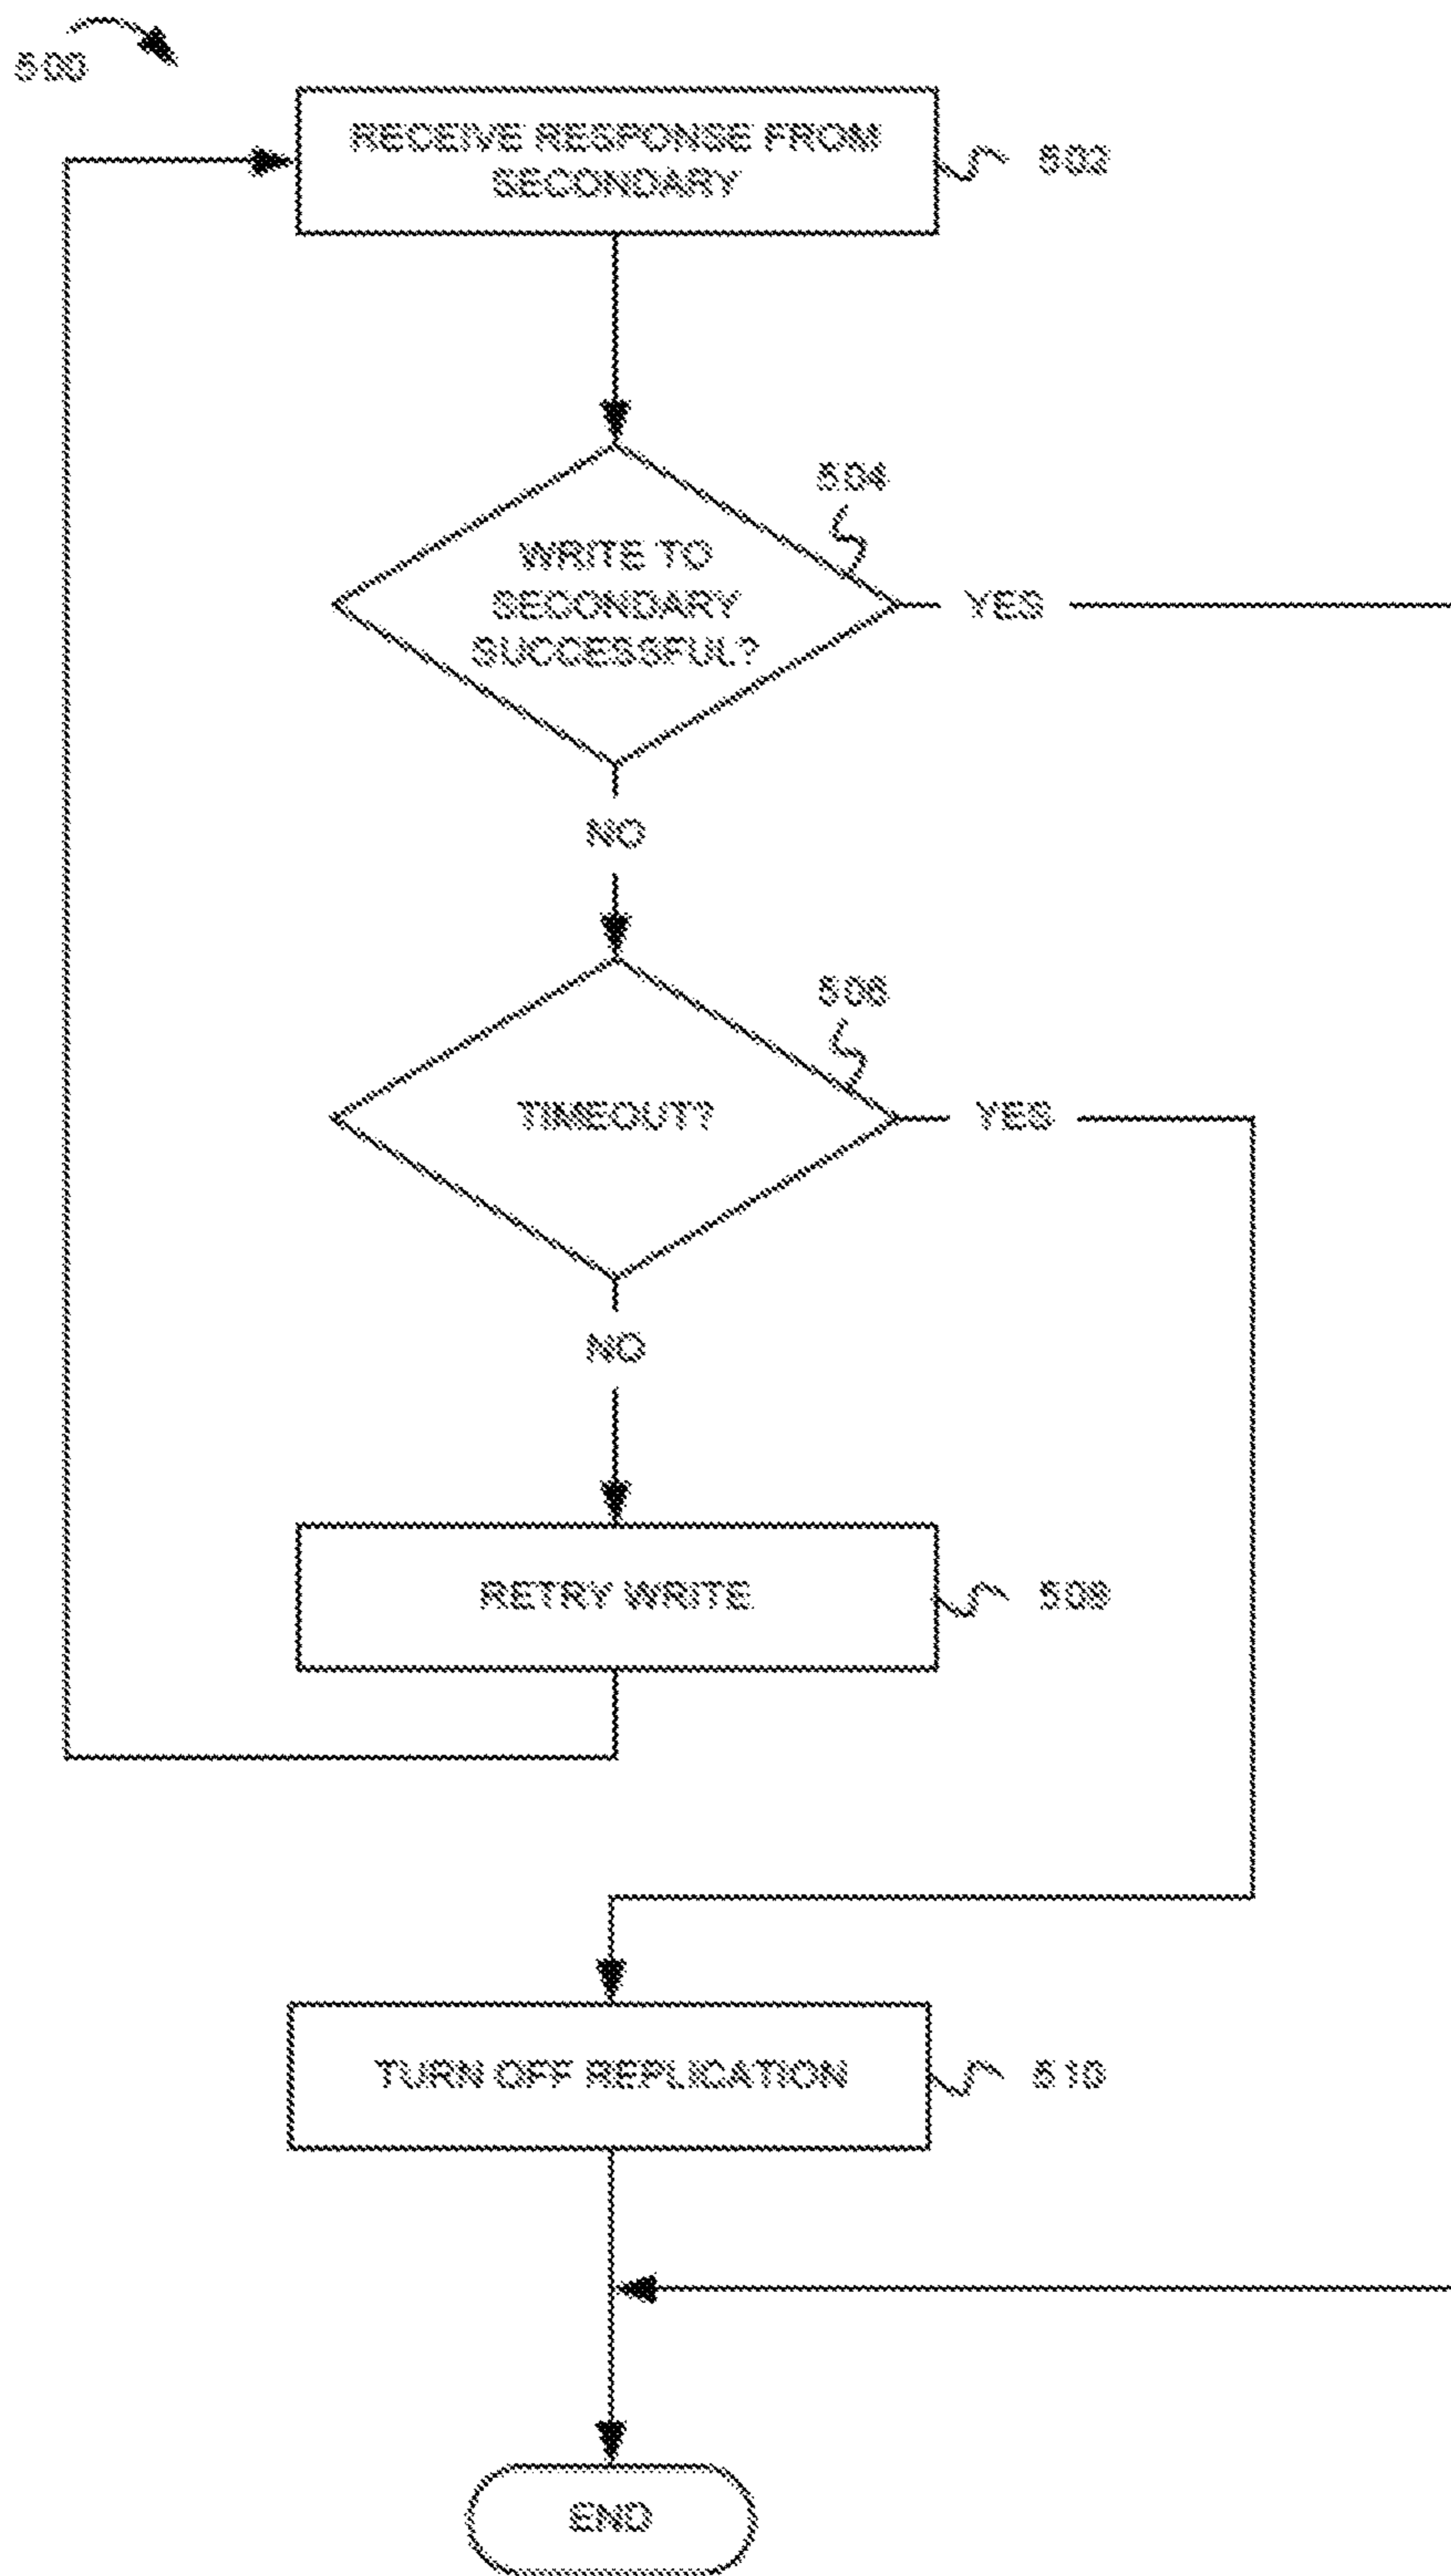 500
RECEIVE RESPONSE FROM
SECONDARY
502
504
WRITE TO
SECONDARY
SUCCESSFUL?
YES
NO
506
TIMEOUT?
YES
NO
RETRY WRITE
508
TURN OFF REPLICATION
510
END